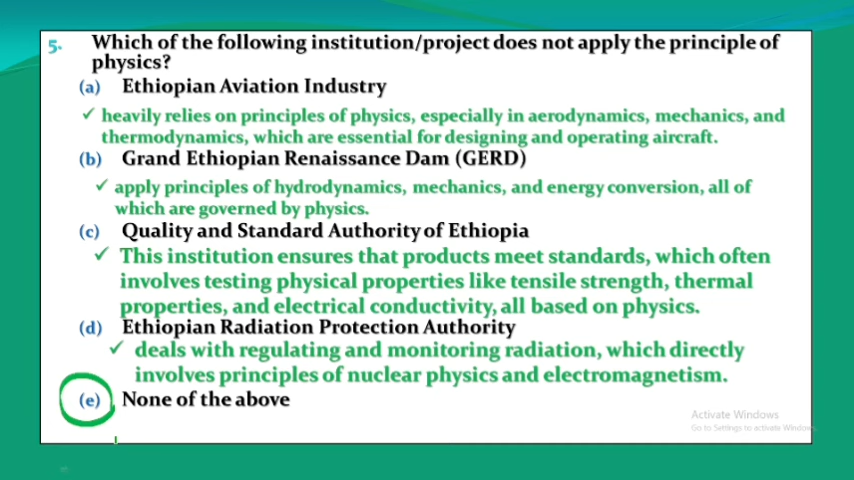 5. Which of the following institution/project does not apply the principle of
physics?
(a) Ethiopian Aviation Industry
✓ heavily relies on principles of physics, especially in aerodynamics, mechanics, and
thermodynamics, which are essential for designing and operating aircraft.
(b) Grand Ethiopian Renaissance Dam (GERD)
✓ apply principles of hydrodynamics, mechanics, and energy conversion, all of
which are governed by physics.
(c) Quality and Standard Authority of Ethiopia
✓ This institution ensures that products meet standards, which often
involves testing physical properties like tensile strength, thermal
properties, and electrical conductivity, all based on physics.
(d) Ethiopian Radiation Protection Authority
✓ deals with regulating and monitoring radiation, which directly
involves principles of nuclear physics and electromagnetism.
(e) None of the above
Activate Windows
Go to Settings to activate Windows.